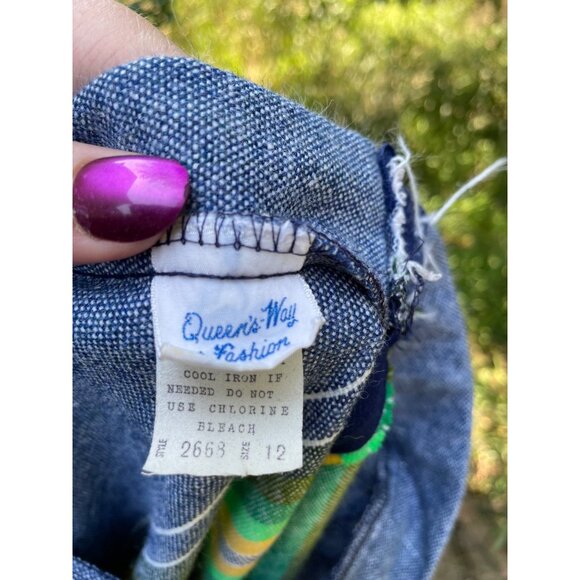 Queen's-Way
Fashion
COOL IRON IF
NEEDED DO NOT
USE CHLORINE
BLEACH
STYLE 2668 SIZE 12